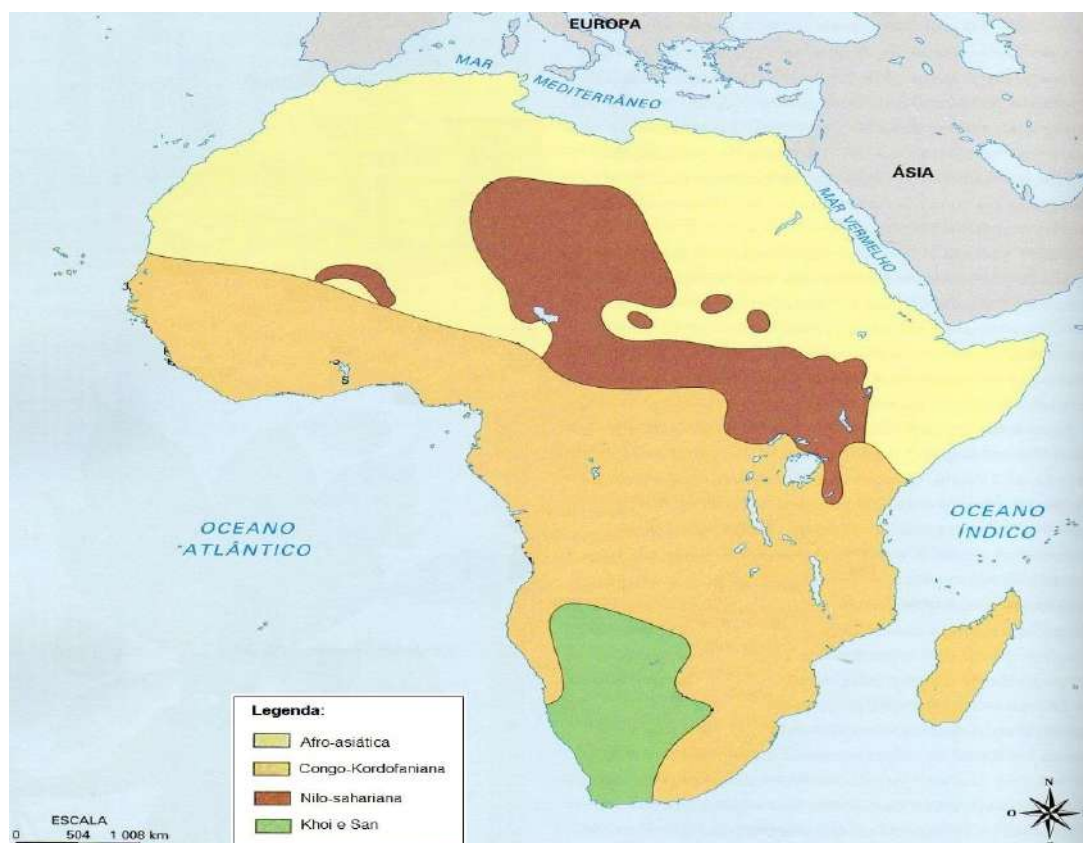 EUROPA
MAR
MEDITERRÂNEO
ÁSIA
MAR VERMELHO
S
OCEANO
ATLÂNTICO
OCEANO
ÍNDICO
Legenda:
Afro-asiática
Congo-Kordofaniana
Nilo-sahariana
Khoi e San
ESCALA
0 504 1 008 km
N
O